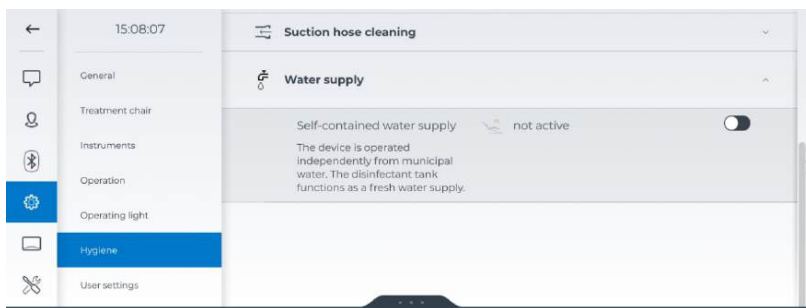 15:08:07
General
Treatment chair
Instruments
Operation
Operating light
Hygiene
User settings
Suction hose cleaning
Water supply
Self-contained water supply not active
The device is operated
independently from municipal
water. The disinfectant tank
functions as a fresh water supply.